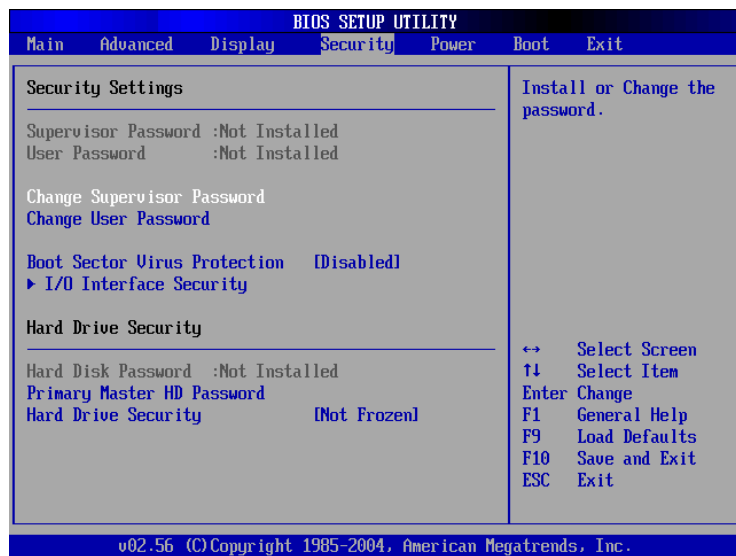 BIOS SETUP UTILITY
Main Advanced Display Security Power Boot Exit
Security Settings
Supervisor Password :Not Installed
User Password :Not Installed
Change Supervisor Password
Change User Password
Boot Sector Virus Protection [Disabled]
▶ I/O Interface Security
Hard Drive Security
Hard Disk Password :Not Installed
Primary Master HD Password
Hard Drive Security [Not Frozen]
Install or Change the
password.
↔ Select Screen
↑↓ Select Item
Enter Change
F1 General Help
F9 Load Defaults
F10 Save and Exit
ESC Exit
v02.56 (C)Copyright 1985-2004, American Megatrends, Inc.